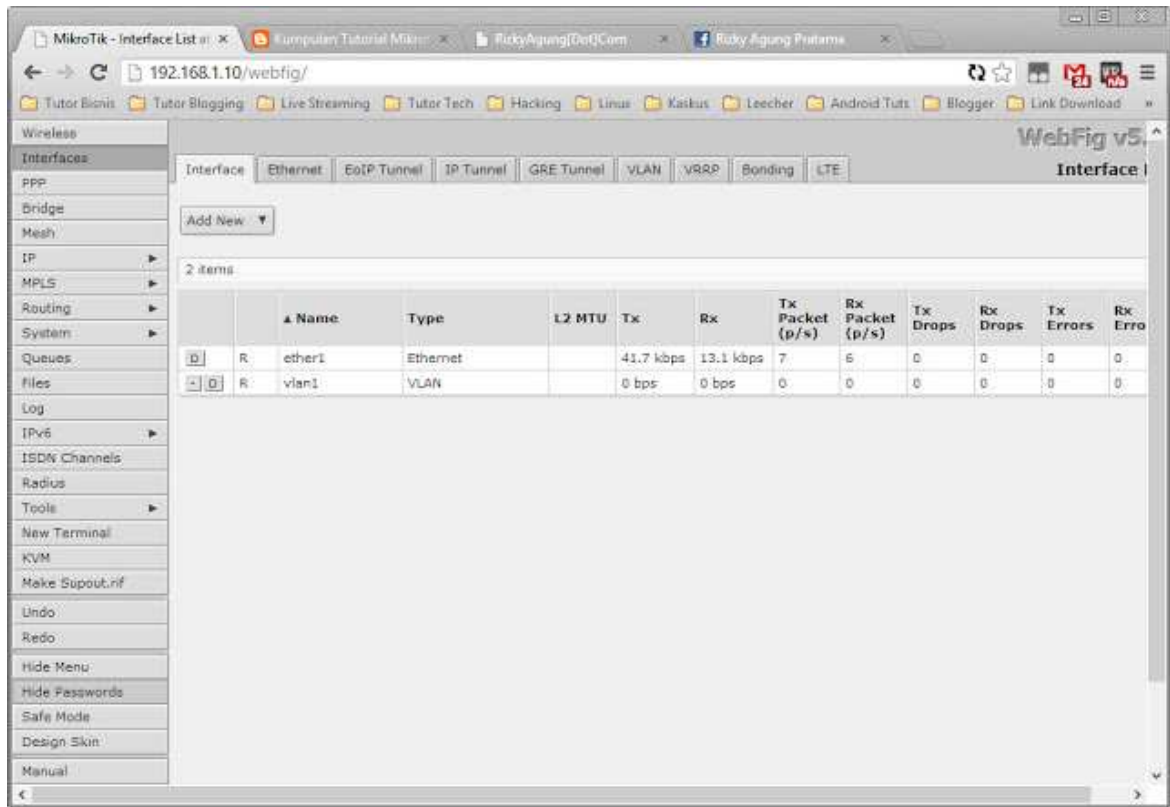 MikroTik - Interface List at
Kumpulan Tutorial Mikro
RizkyAgung[Dot]Com
Rizky Agung Pratama
192.168.1.10/webfig/
Tutor Bisnis Tutor Blogging Live Streaming Tutor Tech Hacking Linux Kaskus Leecher Android Tuts Blogger Link Download »
WebFig v5.
Interface
Interface Ethernet EoIP Tunnel IP Tunnel GRE Tunnel VLAN VRRP Bonding LTE
Add New
2 items
Name Type L2 MTU Tx Rx Tx Packet (p/s) Rx Packet (p/s) Tx Drops Rx Drops Tx Errors Rx Erro
D R ether1 Ethernet 41.7 kbps 13.1 kbps 7 6 0 0 0 0
- D R vlan1 VLAN 0 bps 0 bps 0 0 0 0 0 0
Wireless
Interfaces
PPP
Bridge
Mesh
IP
MPLS
Routing
System
Queues
Files
Log
IPv6
ISDN Channels
Radius
Tools
New Terminal
KVM
Make Supout.rif
Undo
Redo
Hide Menu
Hide Passwords
Safe Mode
Design Skin
Manual